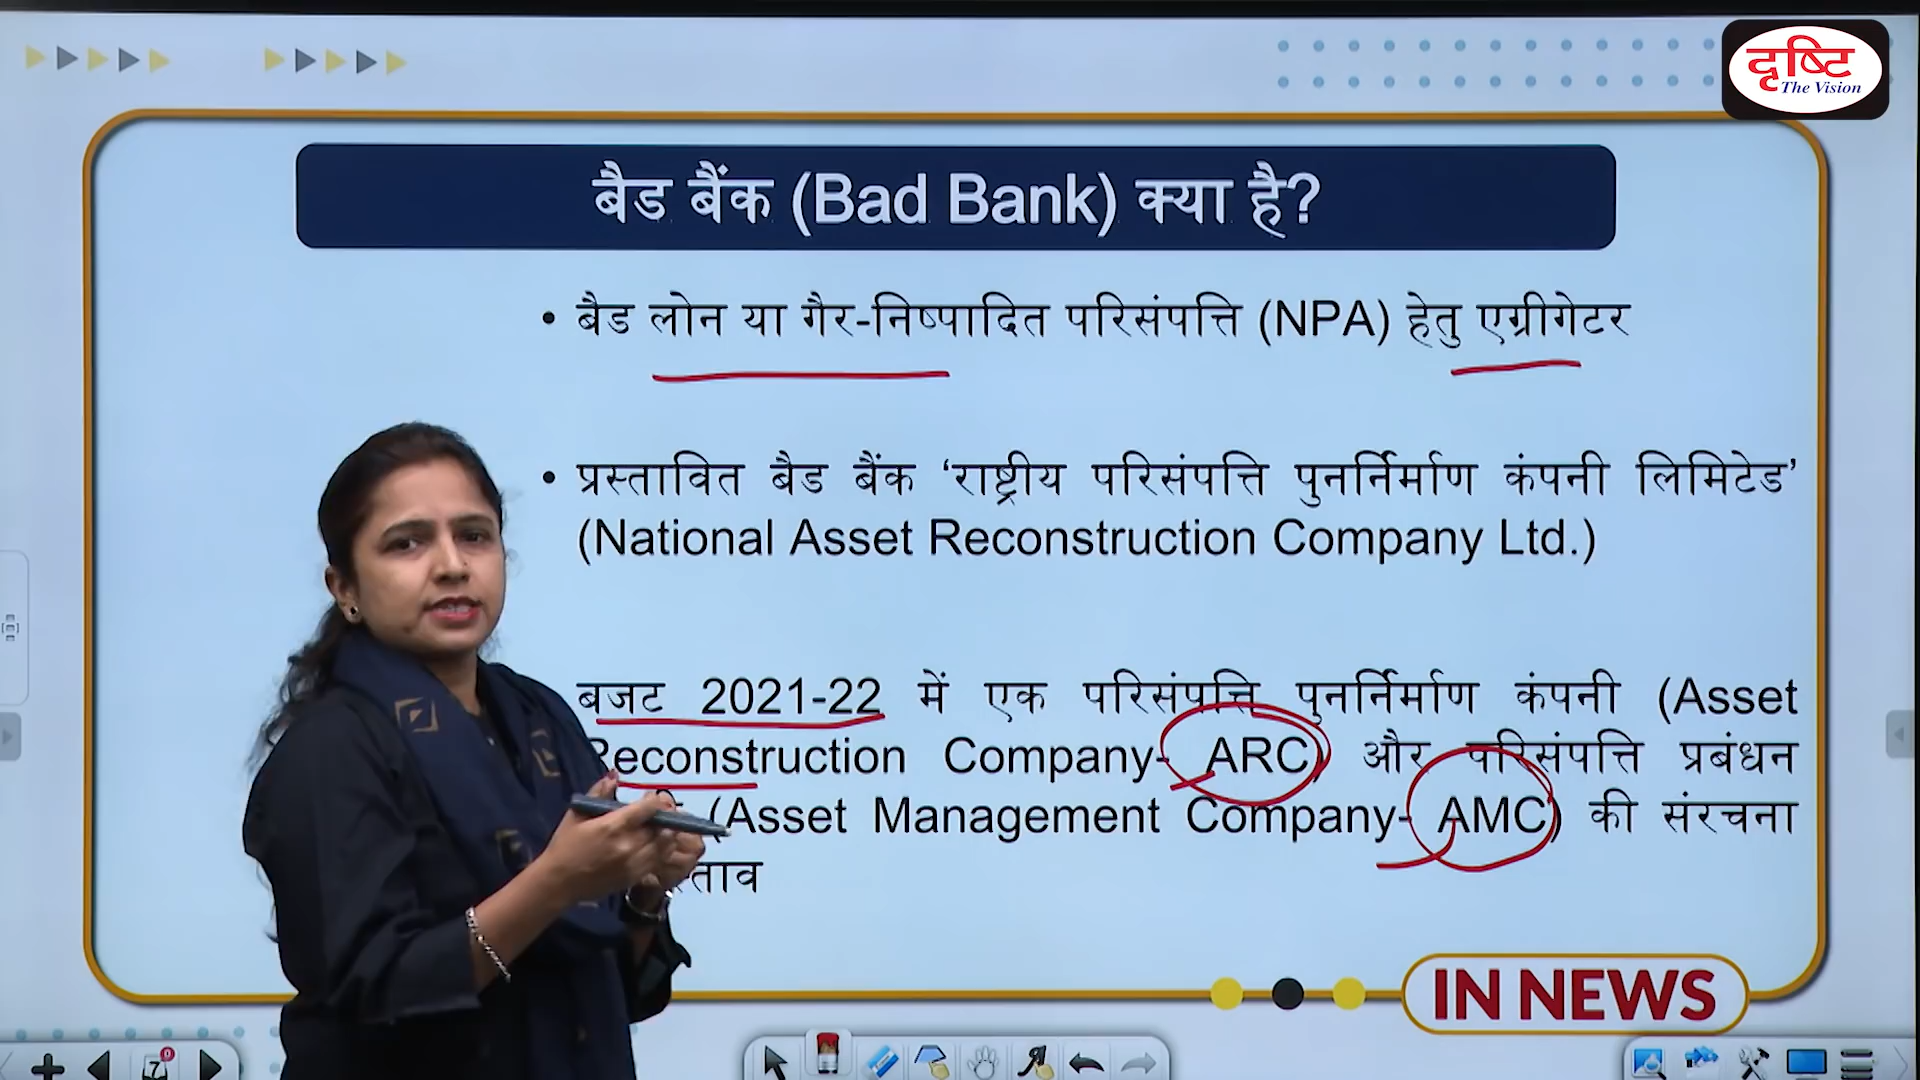 दृष्टि
The Vision
बैड बैंक (Bad Bank) क्या है?
• बैड लोन या गैर-निष्पादित परिसंपत्ति (NPA) हेतु एग्रीगेटर
• प्रस्तावित बैड बैंक ‘राष्ट्रीय परिसंपत्ति पुनर्निर्माण कंपनी लिमिटेड’
(National Asset Reconstruction Company Ltd.)
बजट 2021-22 में एक परिसंपत्ति पुनर्निर्माण कंपनी (Asset
Reconstruction Company- ARC) और परिसंपत्ति प्रबंधन
(Asset Management Company- AMC) की संरचना
IN NEWS
7
0